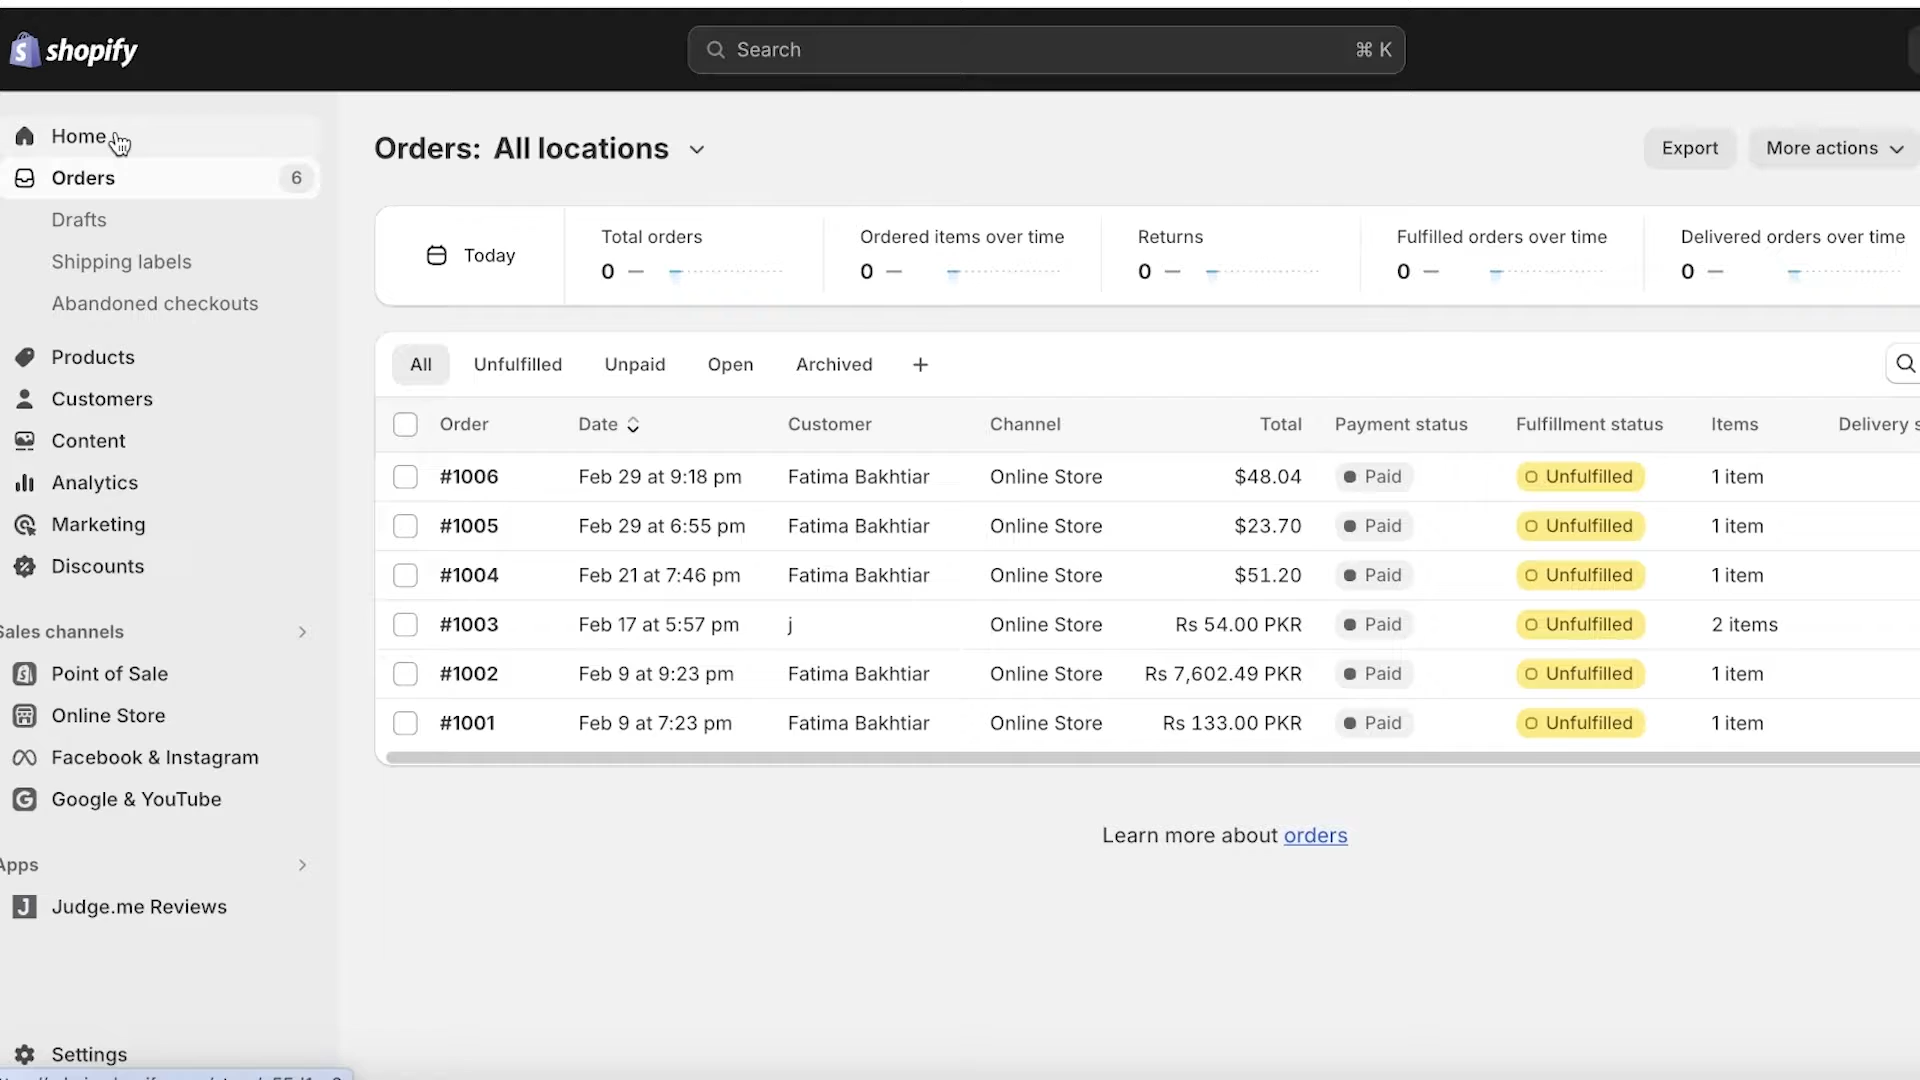 shopify
Search ⌘ K
Home
Orders 6
Drafts
Shipping labels
Abandoned checkouts
Products
Customers
Content
Analytics
Marketing
Discounts
Sales channels
Point of Sale
Online Store
Facebook & Instagram
Google & YouTube
Apps
Judge.me Reviews
Settings
Orders: All locations
Export More actions
Today
Total orders
0 —
Ordered items over time
0 —
Returns
0 —
Fulfilled orders over time
0 —
Delivered orders over time
0 —
All Unfulfilled Unpaid Open Archived +
Order Date Customer Channel Total Payment status Fulfillment status Items Delivery s
#1006 Feb 29 at 9:18 pm Fatima Bakhtiar Online Store $48.04 Paid Unfulfilled 1 item
#1005 Feb 29 at 6:55 pm Fatima Bakhtiar Online Store $23.70 Paid Unfulfilled 1 item
#1004 Feb 21 at 7:46 pm Fatima Bakhtiar Online Store $51.20 Paid Unfulfilled 1 item
#1003 Feb 17 at 5:57 pm j Online Store Rs 54.00 PKR Paid Unfulfilled 2 items
#1002 Feb 9 at 9:23 pm Fatima Bakhtiar Online Store Rs 7,602.49 PKR Paid Unfulfilled 1 item
#1001 Feb 9 at 7:23 pm Fatima Bakhtiar Online Store Rs 133.00 PKR Paid Unfulfilled 1 item
Learn more about orders